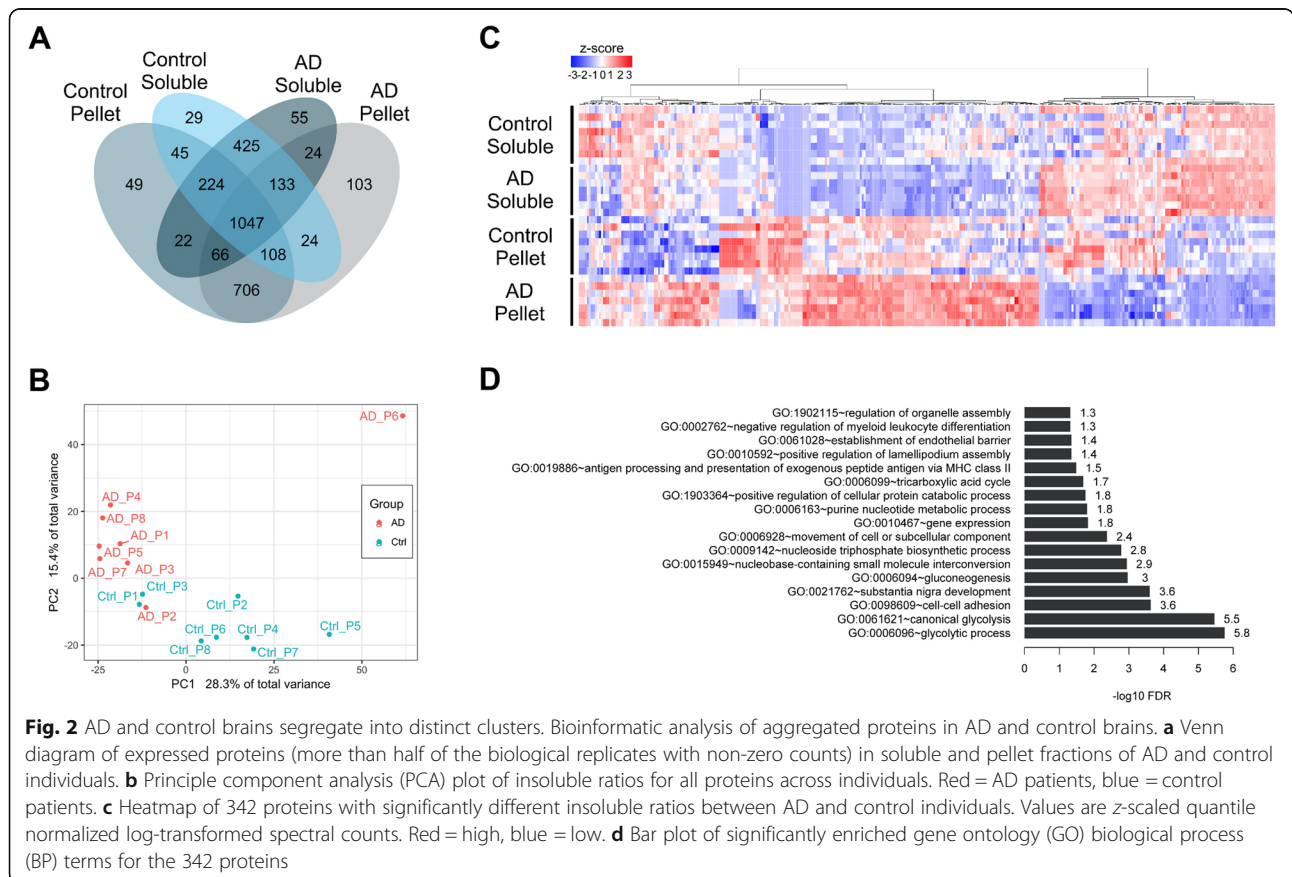 A
Control
Pellet
Control
Soluble
AD
Soluble
AD
Pellet
29
55
45
425
24
49
224
133
103
1047
22
66
108
24
706
B
PC2 15.4% of total variance
40
20
0
-20
-25
0
25
50
PC1 28.3% of total variance
AD_P6
AD_P4
AD_P8
AD_P1
AD_P5
AD_P7
AD_P3
Ctrl_P3
Ctrl_P1
AD_P2
Ctrl_P2
Ctrl_P6
Ctrl_P4
Ctrl_P5
Ctrl_P8
Ctrl_P7
Group
AD
Ctrl
C
z-score
-3-2-1 0 1 2 3
Control
Soluble
AD
Soluble
Control
Pellet
AD
Pellet
D
GO:1902115~regulation of organelle assembly 1.3
GO:0002762~negative regulation of myeloid leukocyte differentiation 1.3
GO:0061028~establishment of endothelial barrier 1.4
GO:0010592~positive regulation of lamellipodium assembly 1.4
GO:0019886~antigen processing and presentation of exogenous peptide antigen via MHC class II 1.5
GO:0006099~tricarboxylic acid cycle 1.7
GO:1903364~positive regulation of cellular protein catabolic process 1.8
GO:0006163~purine nucleotide metabolic process 1.8
GO:0010467~gene expression 1.8
GO:0006928~movement of cell or subcellular component 2.4
GO:0009142~nucleoside triphosphate biosynthetic process 2.8
GO:0015949~nucleobase-containing small molecule interconversion 2.9
GO:0006094~gluconeogenesis 3
GO:0021762~substantia nigra development 3.6
GO:0098609~cell-cell adhesion 3.6
GO:0061621~canonical glycolysis 5.5
GO:0006096~glycolytic process 5.8
0 1 2 3 4 5 6
-log10 FDR
Fig. 2 AD and control brains segregate into distinct clusters. Bioinformatic analysis of aggregated proteins in AD and control brains. a Venn
diagram of expressed proteins (more than half of the biological replicates with non-zero counts) in soluble and pellet fractions of AD and control
individuals. b Principle component analysis (PCA) plot of insoluble ratios for all proteins across individuals. Red = AD patients, blue = control
patients. c Heatmap of 342 proteins with significantly different insoluble ratios between AD and control individuals. Values are z-scaled quantile
normalized log-transformed spectral counts. Red = high, blue = low. d Bar plot of significantly enriched gene ontology (GO) biological process
(BP) terms for the 342 proteins